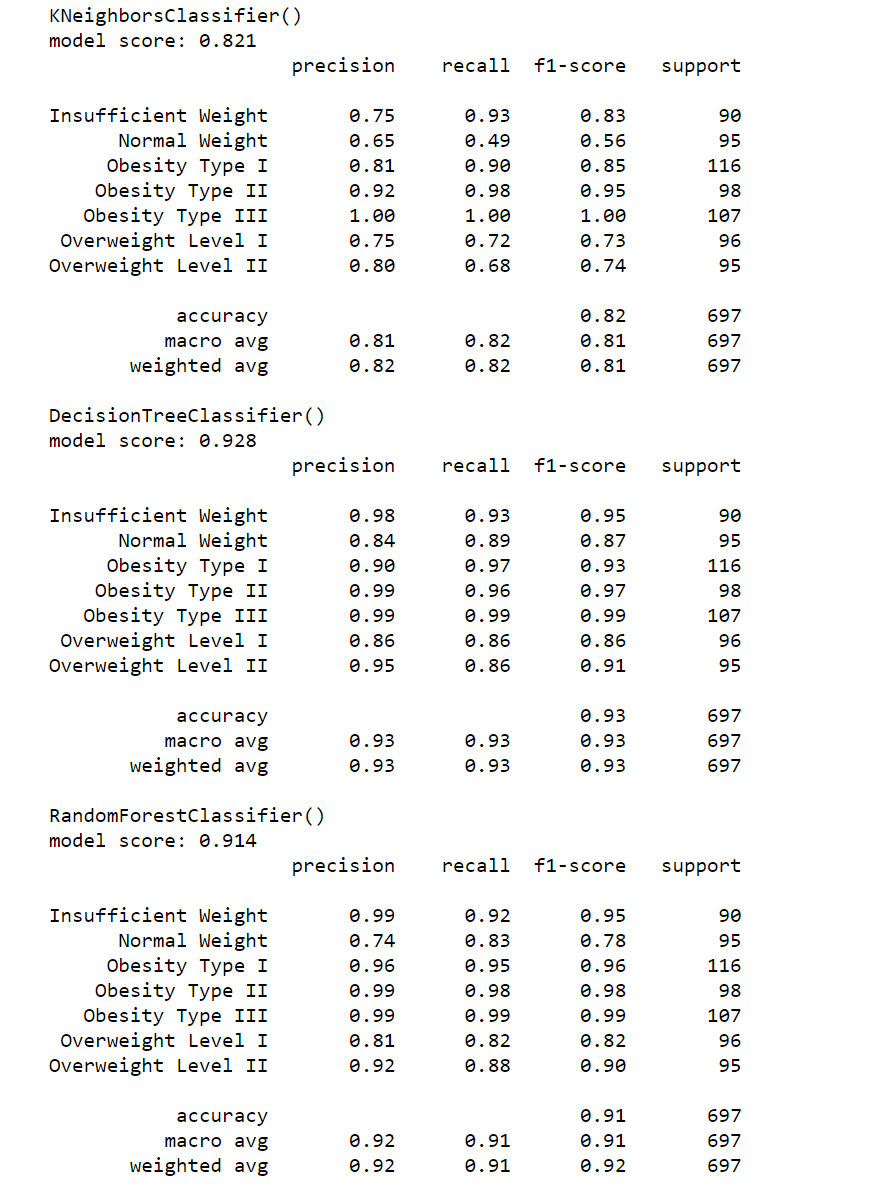 KNeighborsClassifier()
model score: 0.821
precision recall f1-score support
Insufficient Weight 0.75 0.93 0.83 90
Normal Weight 0.65 0.49 0.56 95
Obesity Type I 0.81 0.90 0.85 116
Obesity Type II 0.92 0.98 0.95 98
Obesity Type III 1.00 1.00 1.00 107
Overweight Level I 0.75 0.72 0.73 96
Overweight Level II 0.80 0.68 0.74 95
accuracy 0.82 697
macro avg 0.81 0.82 0.81 697
weighted avg 0.82 0.82 0.81 697
DecisionTreeClassifier()
model score: 0.928
precision recall f1-score support
Insufficient Weight 0.98 0.93 0.95 90
Normal Weight 0.84 0.89 0.87 95
Obesity Type I 0.90 0.97 0.93 116
Obesity Type II 0.99 0.96 0.97 98
Obesity Type III 0.99 0.99 0.99 107
Overweight Level I 0.86 0.86 0.86 96
Overweight Level II 0.95 0.86 0.91 95
accuracy 0.93 697
macro avg 0.93 0.93 0.93 697
weighted avg 0.93 0.93 0.93 697
RandomForestClassifier()
model score: 0.914
precision recall f1-score support
Insufficient Weight 0.99 0.92 0.95 90
Normal Weight 0.74 0.83 0.78 95
Obesity Type I 0.96 0.95 0.96 116
Obesity Type II 0.99 0.98 0.98 98
Obesity Type III 0.99 0.99 0.99 107
Overweight Level I 0.81 0.82 0.82 96
Overweight Level II 0.92 0.88 0.90 95
accuracy 0.91 697
macro avg 0.92 0.91 0.91 697
weighted avg 0.92 0.91 0.92 697